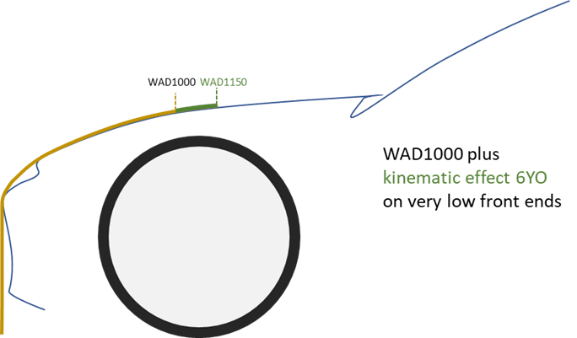 WAD1000 WAD1150
WAD1000 plus
kinematic effect 6YO
on very low front ends